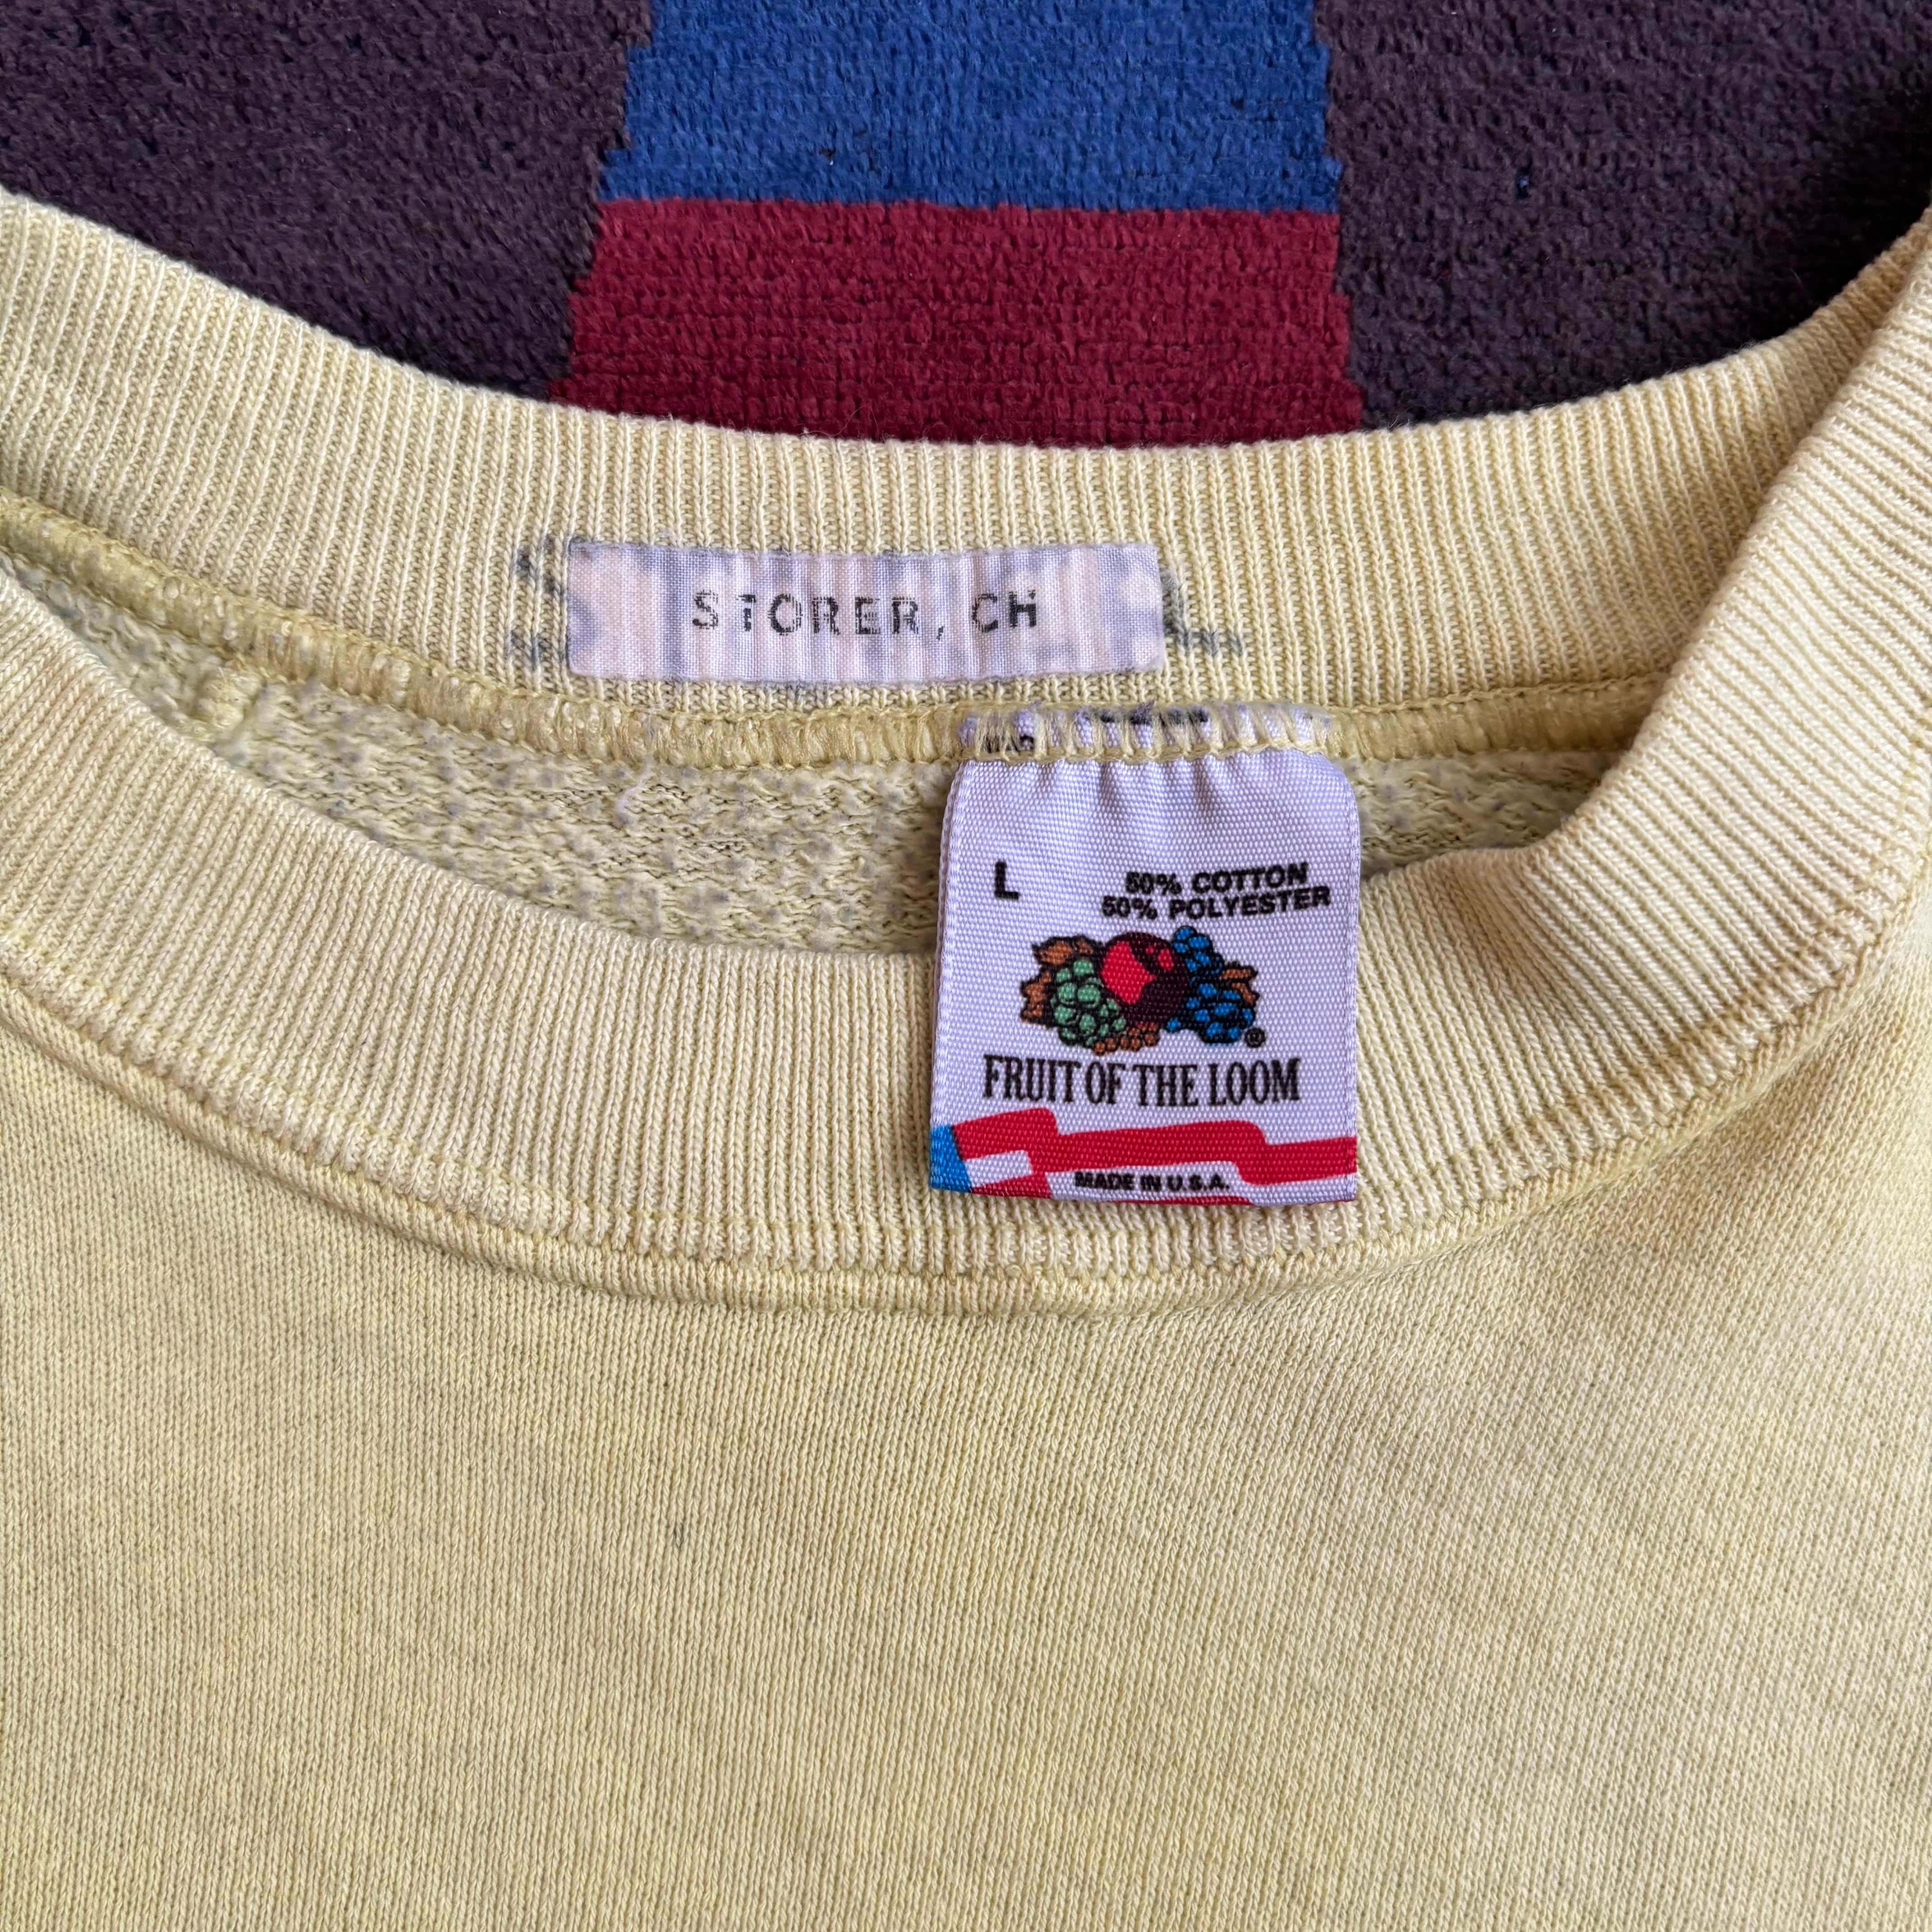 STORER, CH
L
50% COTTON
50% POLYESTER
®
FRUIT OF THE LOOM
MADE IN U.S.A.